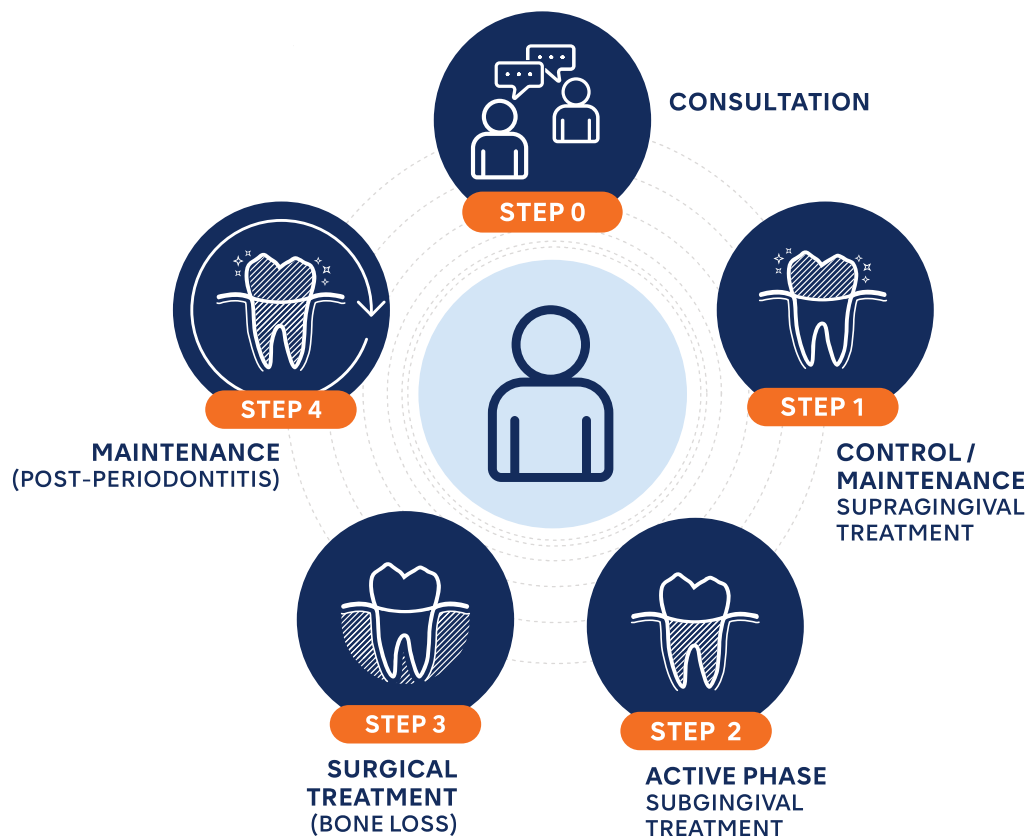 CONSULTATION
STEP 0
STEP 1
CONTROL /
MAINTENANCE
SUPRAGINGIVAL
TREATMENT
STEP 2
ACTIVE PHASE
SUBGINGIVAL
TREATMENT
STEP 3
SURGICAL
TREATMENT
(BONE LOSS)
STEP 4
MAINTENANCE
(POST-PERIODONTITIS)